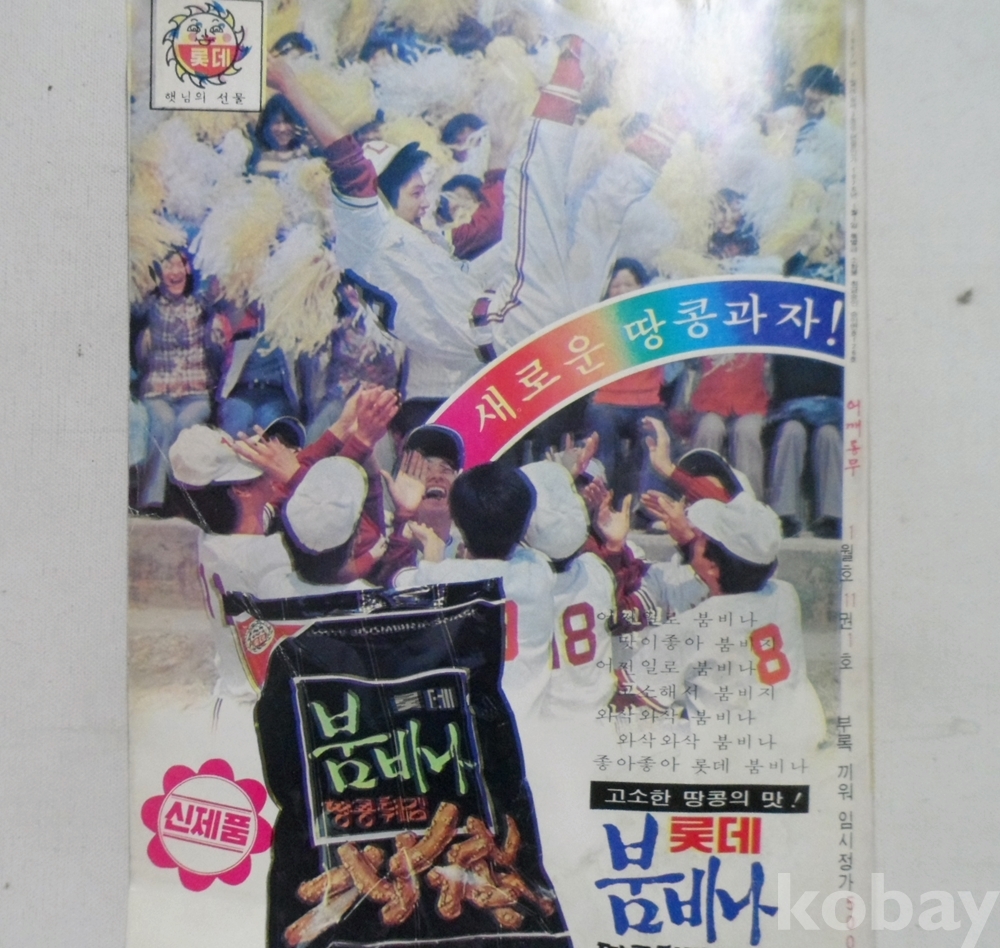 롯데
햇님의 선물
새로운 땅콩과자!
어깨동무
1월호 11권 1호
부록 끼워 임시정가
18
8
어쩐일로 붐비나
맛이좋아 붐비지
어쩐일로 붐비나
고소해서 붐비지
와삭와삭 붐비나
와삭와삭 붐비나
좋아좋아 롯데 붐비나
고소한 땅콩의 맛!
롯데
붐비나
롯데
붐비나
땅콩튀김
신제품
kobay